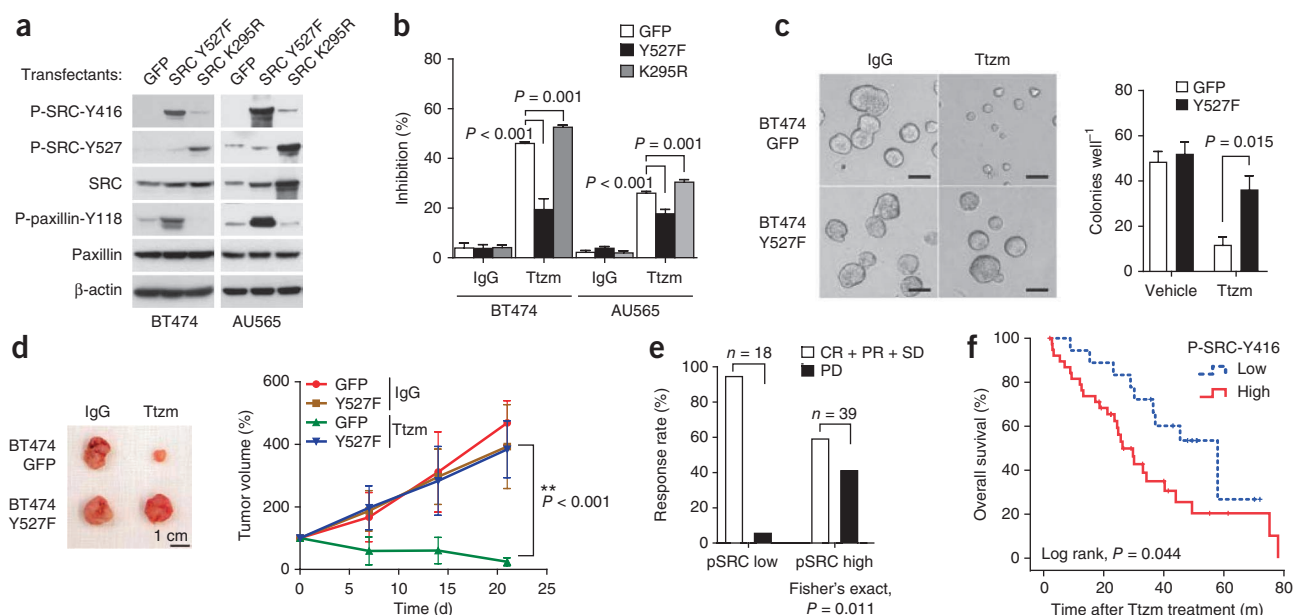 a
Transfectants:
GFP
SRC Y527F
SRC K295R
GFP
SRC Y527F
SRC K295R
P-SRC-Y416
P-SRC-Y527
SRC
P-paxillin-Y118
Paxillin
β-actin
BT474
AU565
b
GFP
Y527F
K295R
Inhibition (%)
80
60
40
20
0
P < 0.001
P = 0.001
P < 0.001
P = 0.001
IgG
Ttzm
IgG
Ttzm
BT474
AU565
c
IgG
Ttzm
BT474
GFP
BT474
Y527F
GFP
Y527F
Colonies well⁻¹
80
60
40
20
0
P = 0.015
Vehicle
Ttzm
d
IgG
Ttzm
BT474
GFP
BT474
Y527F
1 cm
Tumor volume (%)
600
400
200
0
GFP
Y527F
IgG
GFP
Y527F
Ttzm
**
P < 0.001
0
5
10
15
20
25
Time (d)
e
CR + PR + SD
PD
Response rate (%)
100
80
60
40
20
0
n = 18
n = 39
pSRC low
pSRC high
Fisher's exact,
P = 0.011
f
P-SRC-Y416
Low
High
Overall suvival (%)
100
80
60
40
20
0
Log rank, P = 0.044
0
20
40
60
80
Time after Ttzm treatment (m)